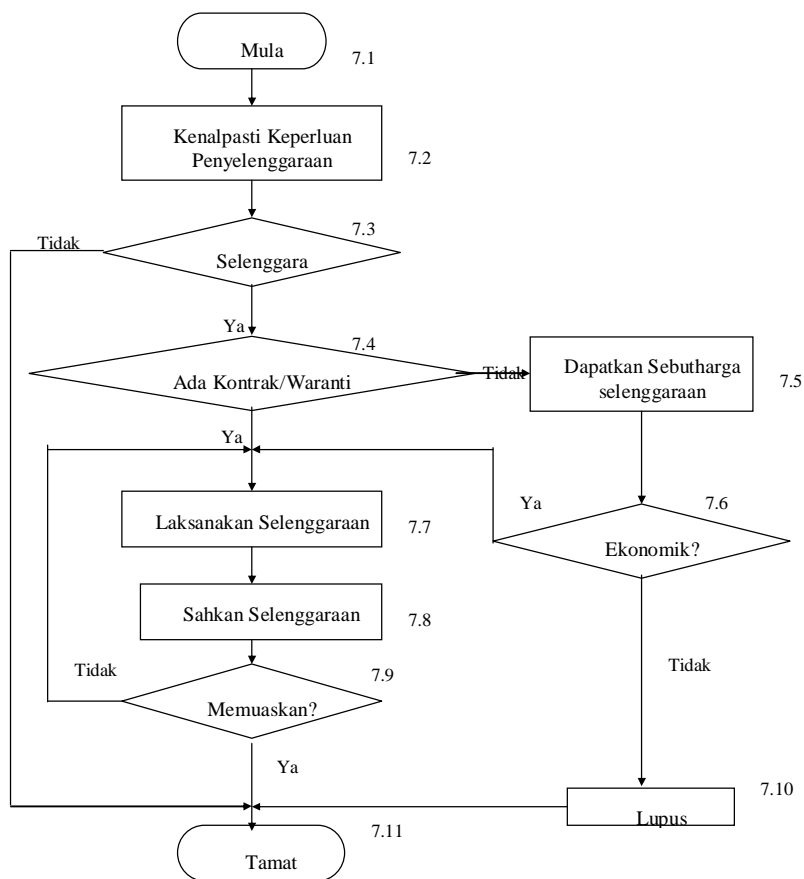 Mula
7.1
Kenalpasti Keperluan
Penyelenggaraan
7.2
7.3
Tidak
Selenggara
Ya
7.4
Ada Kontrak/Waranti
Tidak
Dapatkan Sebutharga
selenggaraan
7.5
Ya
7.6
Ya
Ekonomik?
Laksanakan Selenggaraan
7.7
Sahkan Selenggaraan
7.8
Tidak
7.9
Memuaskan?
Tidak
Ya
7.10
Lupus
7.11
Tamat